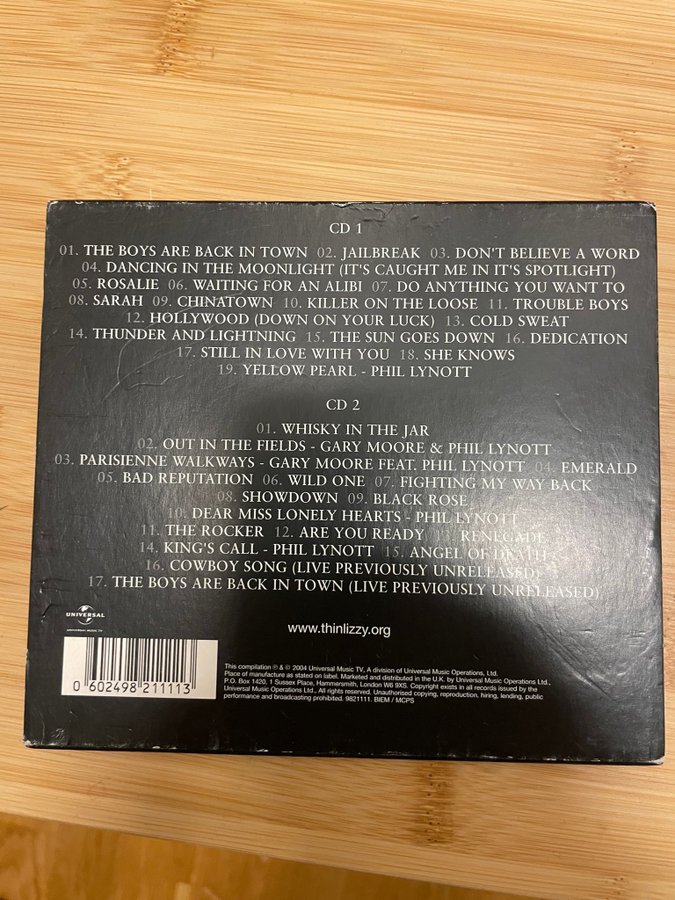 CD 1
01. THE BOYS ARE BACK IN TOWN 02. JAILBREAK 03. DON'T BELIEVE A WORD
04. DANCING IN THE MOONLIGHT (IT'S CAUGHT ME IN IT'S SPOTLIGHT)
05. ROSALIE 06. WAITING FOR AN ALIBI 07. DO ANYTHING YOU WANT TO
08. SARAH 09. CHINATOWN 10. KILLER ON THE LOOSE 11. TROUBLE BOYS
12. HOLLYWOOD (DOWN ON YOUR LUCK) 13. COLD SWEAT
14. THUNDER AND LIGHTNING 15. THE SUN GOES DOWN 16. DEDICATION
17. STILL IN LOVE WITH YOU 18. SHE KNOWS
19. YELLOW PEARL - PHIL LYNOTT
CD 2
01. WHISKY IN THE JAR
02. OUT IN THE FIELDS - GARY MOORE & PHIL LYNOTT
03. PARISIENNE WALKWAYS - GARY MOORE FEAT. PHIL LYNOTT 04. EMERALD
05. BAD REPUTATION 06. WILD ONE 07. FIGHTING MY WAY BACK
08. SHOWDOWN 09. BLACK ROSE
10. DEAR MISS LONELY HEARTS - PHIL LYNOTT
11. THE ROCKER 12. ARE YOU READY 13. RENEGADE
14. KING'S CALL - PHIL LYNOTT 15. ANGEL OF DEATH
16. COWBOY SONG (LIVE PREVIOUSLY UNRELEASED)
17. THE BOYS ARE BACK IN TOWN (LIVE PREVIOUSLY UNRELEASED)
UNIVERSAL
UNIVERSAL MUSIC TV
www.thinlizzy.org
0 602498 211113
This compilation ℗ & © 2004 Universal Music TV, A division of Universal Music Operations, Ltd.
Place of manufacture as stated on label. Marketed and distributed in the U.K. by Universal Music Operations Ltd.,
P.O. Box 1420, 1 Sussex Place, Hammersmith, London W6 9XS. Copyright exists in all records issued by the
Universal Music Operations Ltd., All rights reserved. Unauthorised copying, reproduction, hiring, lending, public
performance and broadcasting prohibited. 9821111. BIEM / MCPS